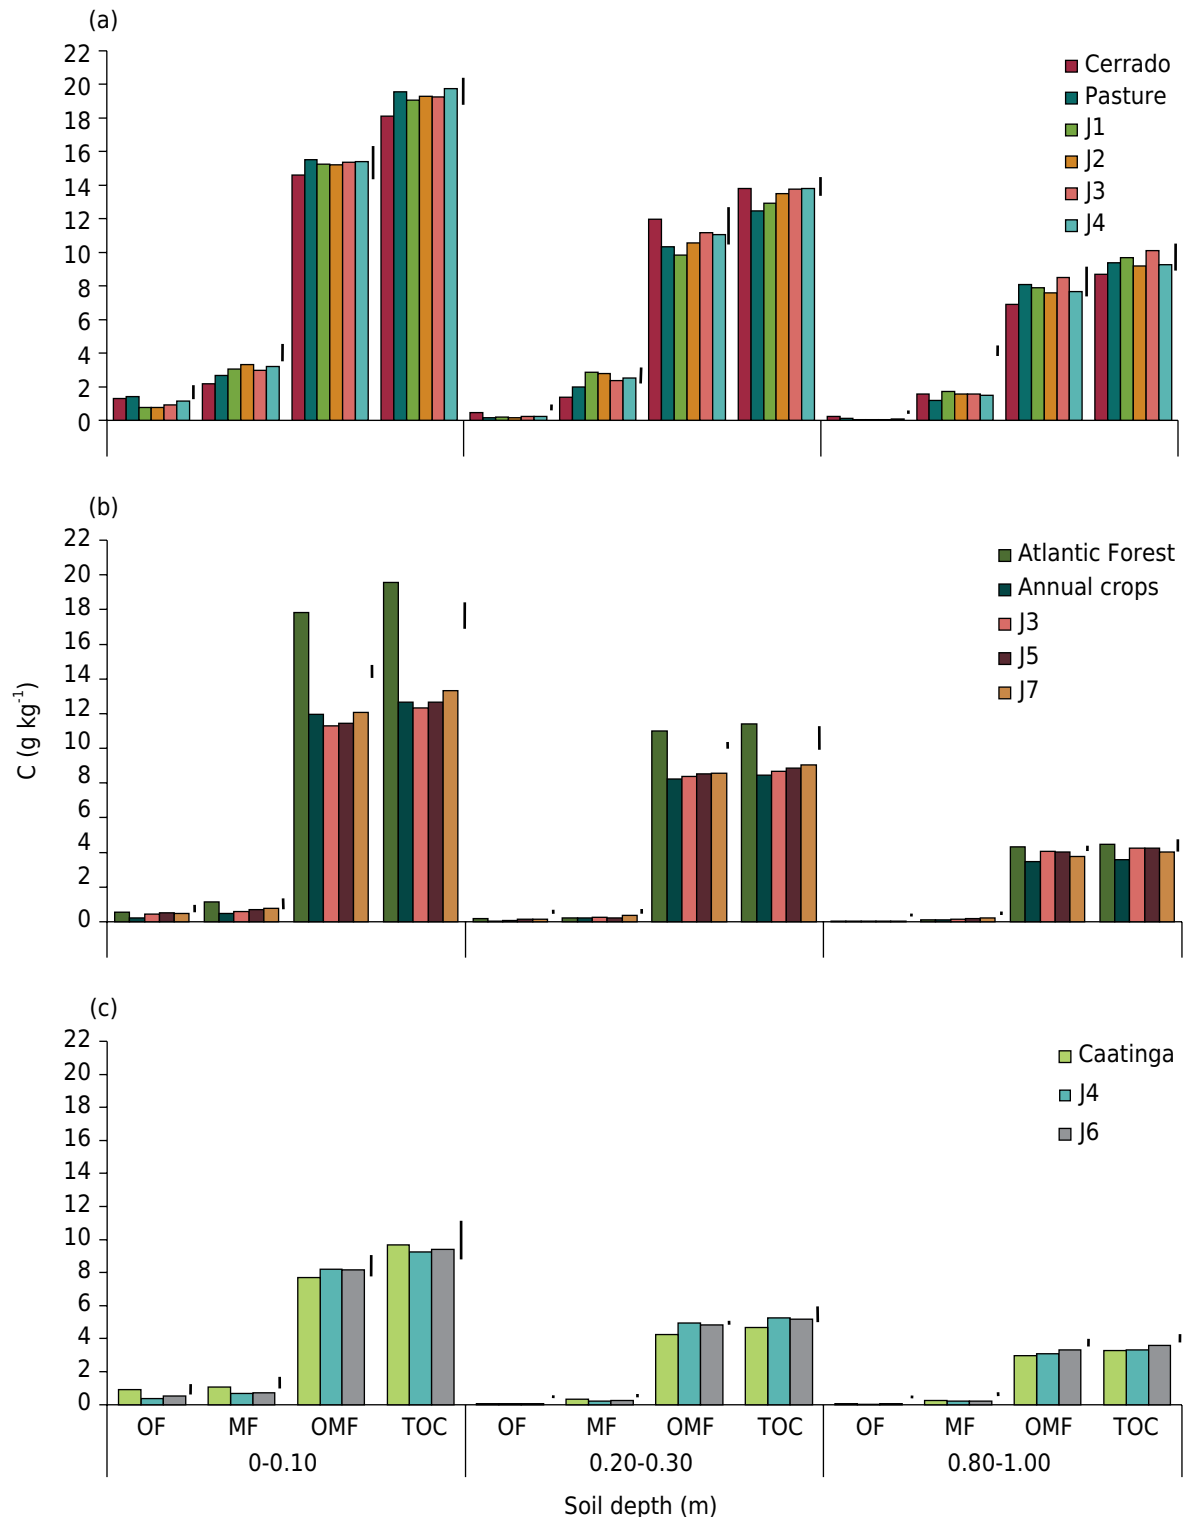 (a)
22
20
18
16
14
12
10
8
6
4
2
0
Cerrado
Pasture
J1
J2
J3
J4
(b)
22
20
18
16
14
12
10
8
6
4
2
0
Atlantic Forest
Annual crops
J3
J5
J7
C (g kg⁻¹)
(c)
22
20
18
16
14
12
10
8
6
4
2
0
Caatinga
J4
J6
OF MF OMF TOC OF MF OMF TOC OF MF OMF TOC
0-0.10 0.20-0.30 0.80-1.00
Soil depth (m)